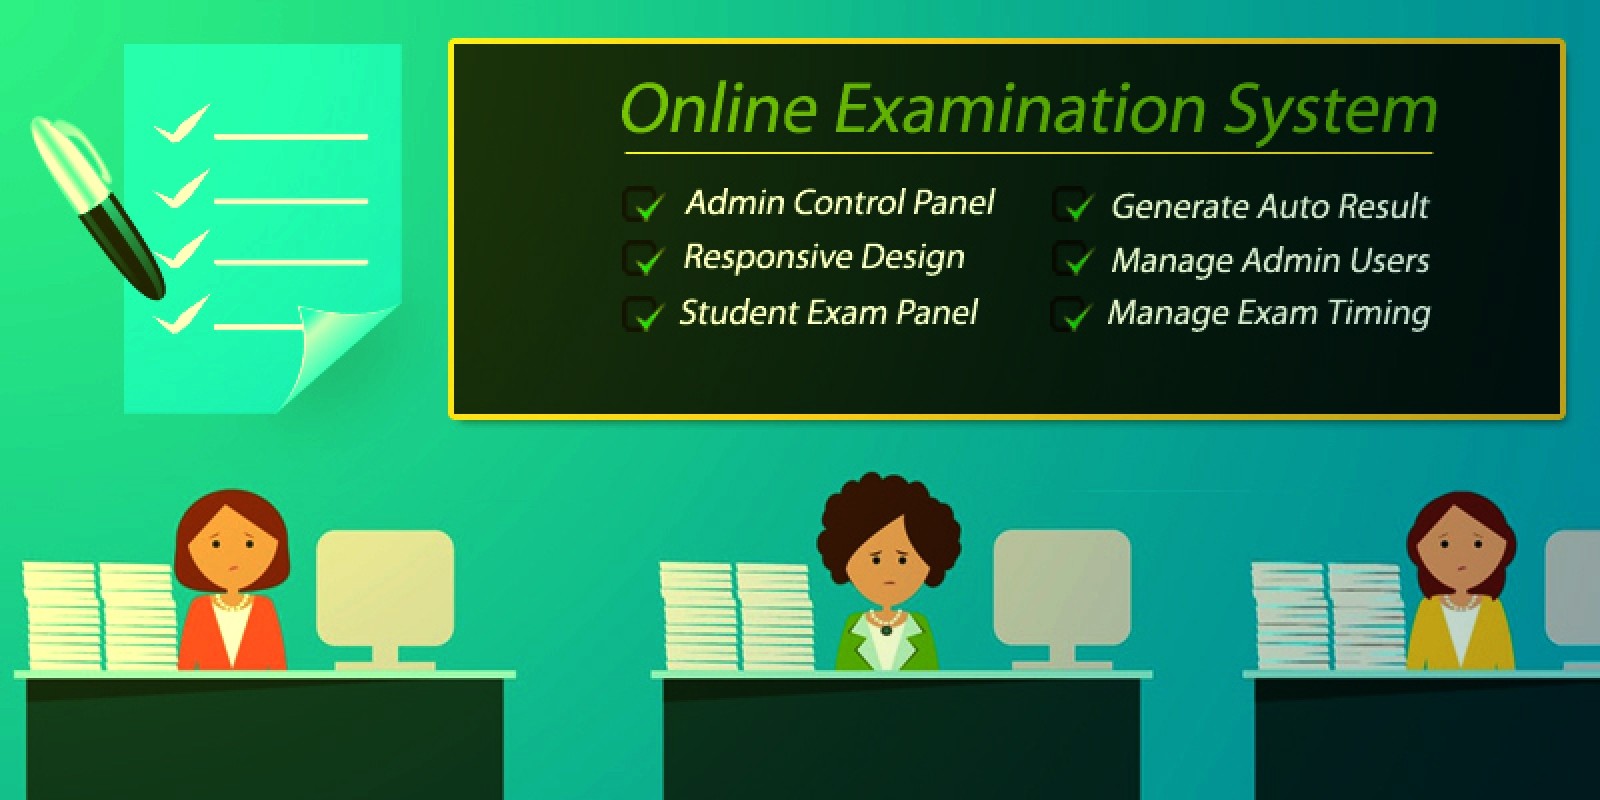 Online Examination System
Admin Control Panel
Responsive Design
Student Exam Panel
Generate Auto Result
Manage Admin Users
Manage Exam Timing